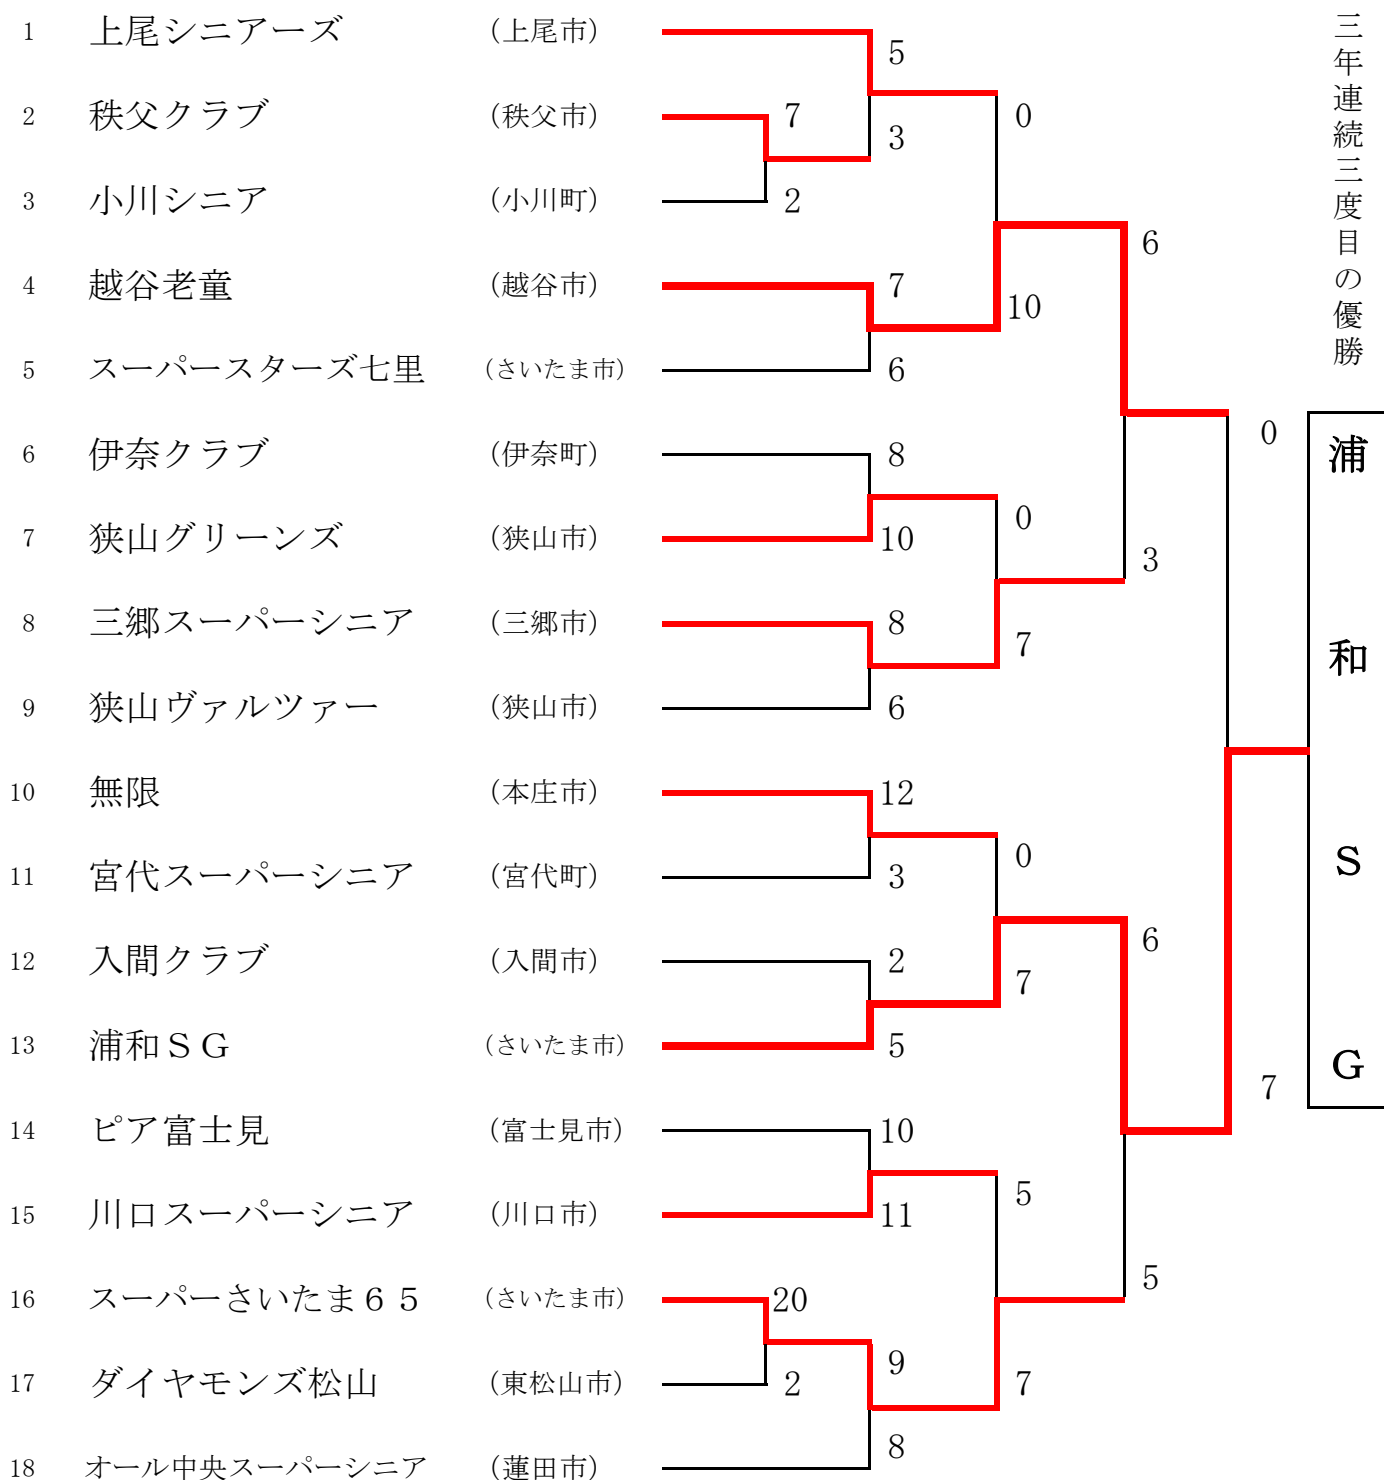 1 上尾シニアーズ (上尾市) 5
2 秩父クラブ (秩父市) 7 3 0
3 小川シニア (小川町) 2
6
4 越谷老童 (越谷市) 7 10
5 スーパースターズ七里 (さいたま市) 6
0
6 伊奈クラブ (伊奈町) 8
7 狭山グリーンズ (狭山市) 10 0
3
8 三郷スーパーシニア (三郷市) 8 7
9 狭山ヴァルツァー (狭山市) 6
10 無限 (本庄市) 12
11 宮代スーパーシニア (宮代町) 3 0
6
12 入間クラブ (入間市) 2 7
13 浦和ＳＧ (さいたま市) 5
7
14 ピア富士見 (富士見市) 10
15 川口スーパーシニア (川口市) 11 5
5
16 スーパーさいたま６５ (さいたま市) 20
9
17 ダイヤモンズ松山 (東松山市) 2 7
18 オール中央スーパーシニア (蓮田市) 8
三年連続三度目の優勝
浦和ＳＧ